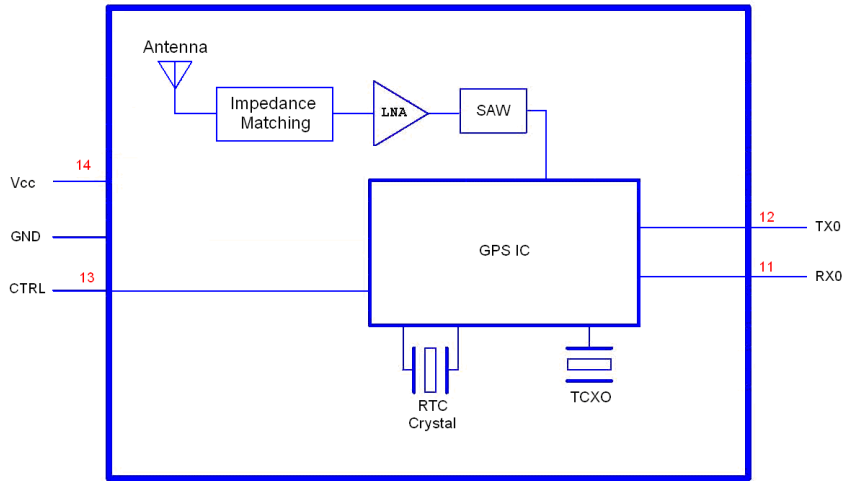 Antenna
Impedance
Matching
LNA
SAW
14
Vcc
GND
13
CTRL
GPS IC
12
TX0
11
RX0
RTC
Crystal
TCXO